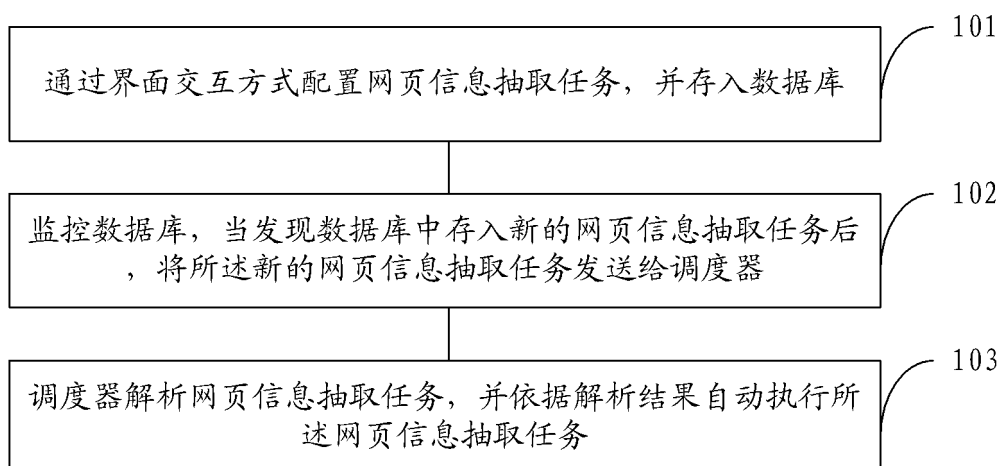 101
通过界面交互方式配置网页信息抽取任务，并存入数据库
102
监控数据库，当发现数据库中存入新的网页信息抽取任务后
，将所述新的网页信息抽取任务发送给调度器
103
调度器解析网页信息抽取任务，并依据解析结果自动执行所
述网页信息抽取任务